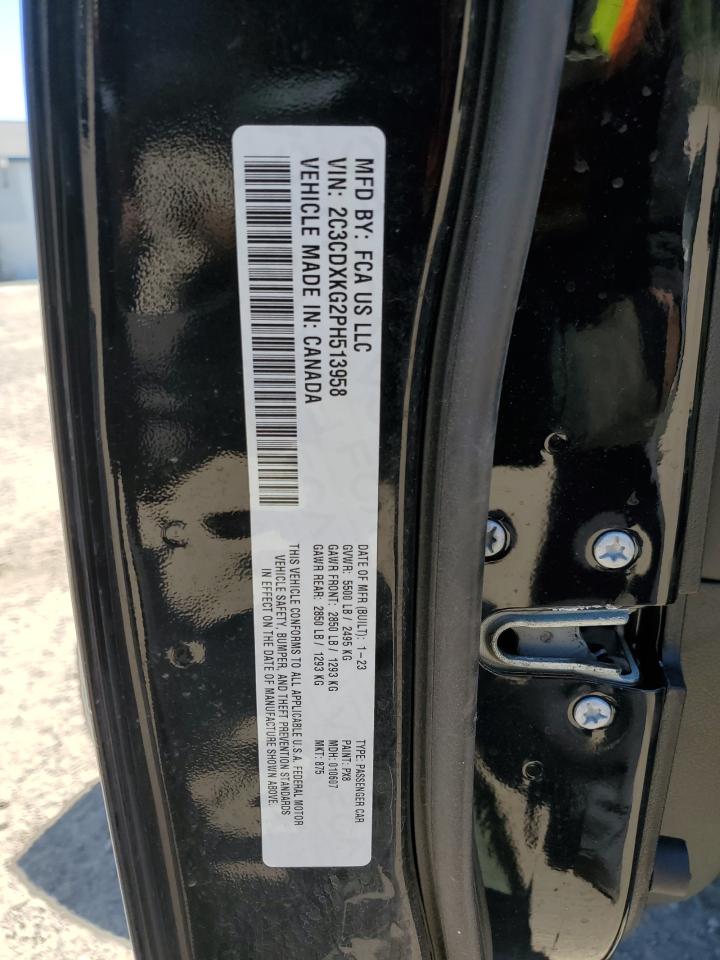 MFD BY: FCA US LLC
VIN: 2C3CDXKG2PH513958
VEHICLE MADE IN: CANADA
DATE OF MFR (BUILT): 1-23
GVWR: 5500 LB / 2495 KG
GAWR FRONT: 2850 LB / 1293 KG
GAWR REAR: 2850 LB / 1293 KG
TYPE: PASSENGER CAR
PAINT: PX8
MDH: 010607
MKT: B75
THIS VEHICLE CONFORMS TO ALL APPLICABLE U.S.A. FEDERAL MOTOR
VEHICLE SAFETY, BUMPER, AND THEFT PREVENTION STANDARDS
IN EFFECT ON THE DATE OF MANUFACTURE SHOWN ABOVE.